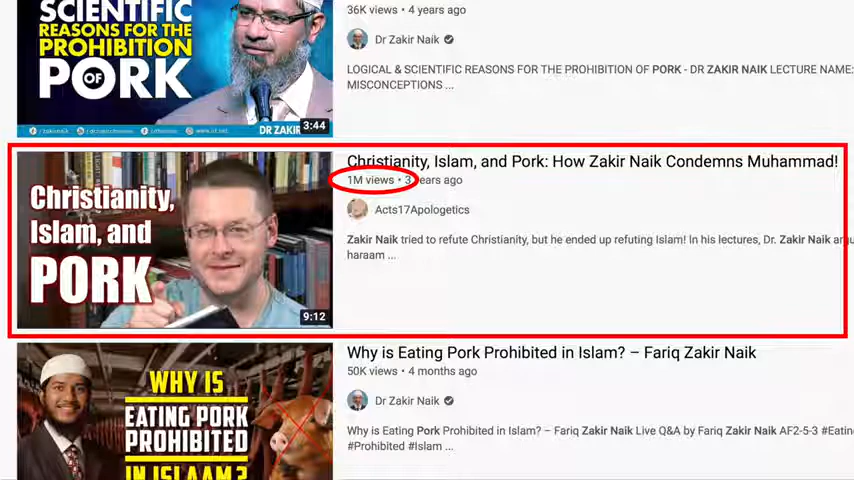 SCIENTIFIC
REASONS FOR THE
PROHIBITION
OF
PORK
DR ZAKIR
3:44
36K views • 4 years ago
Dr Zakir Naik
LOGICAL & SCIENTIFIC REASONS FOR THE PROHIBITION OF PORK - DR ZAKIR NAIK LECTURE NAME:
MISCONCEPTIONS ...
Christianity,
Islam, and
PORK
9:12
Christianity, Islam, and Pork: How Zakir Naik Condemns Muhammad!
1M views • 3 years ago
Acts17Apologetics
Zakir Naik tried to refute Christianity, but he ended up refuting Islam! In his lectures, Dr. Zakir Naik argu
haraam ...
WHY IS
EATING PORK
PROHIBITED
IN ISLAAM?
Why is Eating Pork Prohibited in Islam? – Fariq Zakir Naik
50K views • 4 months ago
Dr Zakir Naik
Why is Eating Pork Prohibited in Islam? – Fariq Zakir Naik Live Q&A by Fariq Zakir Naik AF2-5-3 #Eatin
#Prohibited #Islam ...